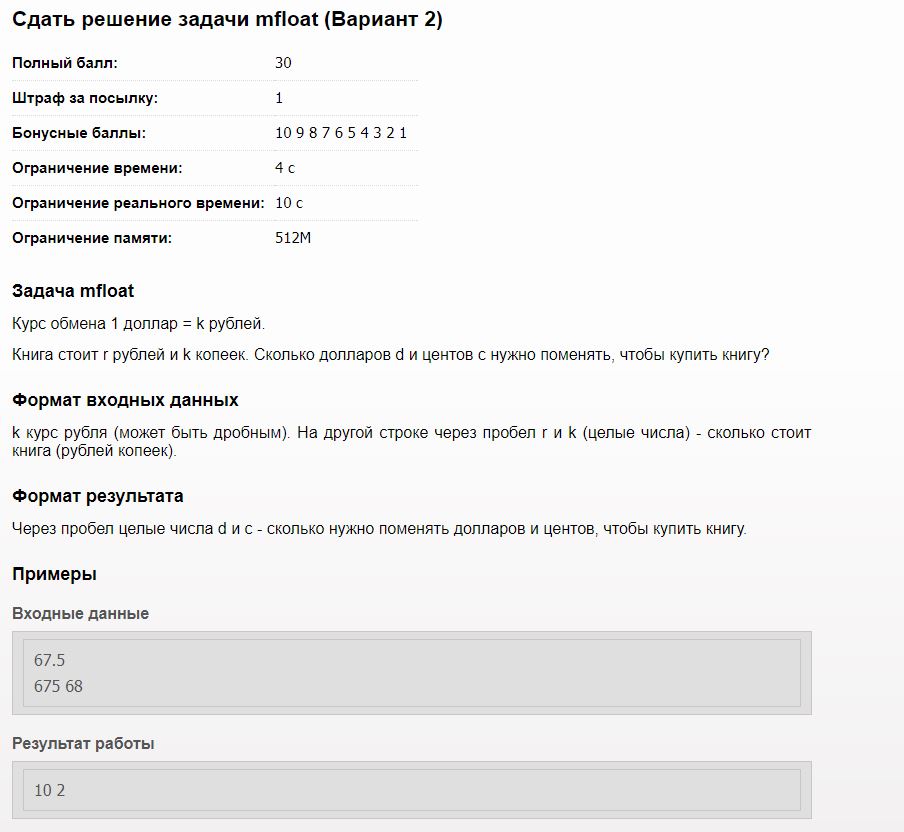 Сдать решение задачи mfloat (Вариант 2)
Полный балл: 30
Штраф за посылку: 1
Бонусные баллы: 10 9 8 7 6 5 4 3 2 1
Ограничение времени: 4 с
Ограничение реального времени: 10 с
Ограничение памяти: 512M
Задача mfloat
Курс обмена 1 доллар = k рублей.
Книга стоит r рублей и k копеек. Сколько долларов d и центов c нужно поменять, чтобы купить книгу?
Формат входных данных
k курс рубля (может быть дробным). На другой строке через пробел r и k (целые числа) - сколько стоит
книга (рублей копеек).
Формат результата
Через пробел целые числа d и c - сколько нужно поменять долларов и центов, чтобы купить книгу.
Примеры
Входные данные
67.5
675 68
Результат работы
10 2